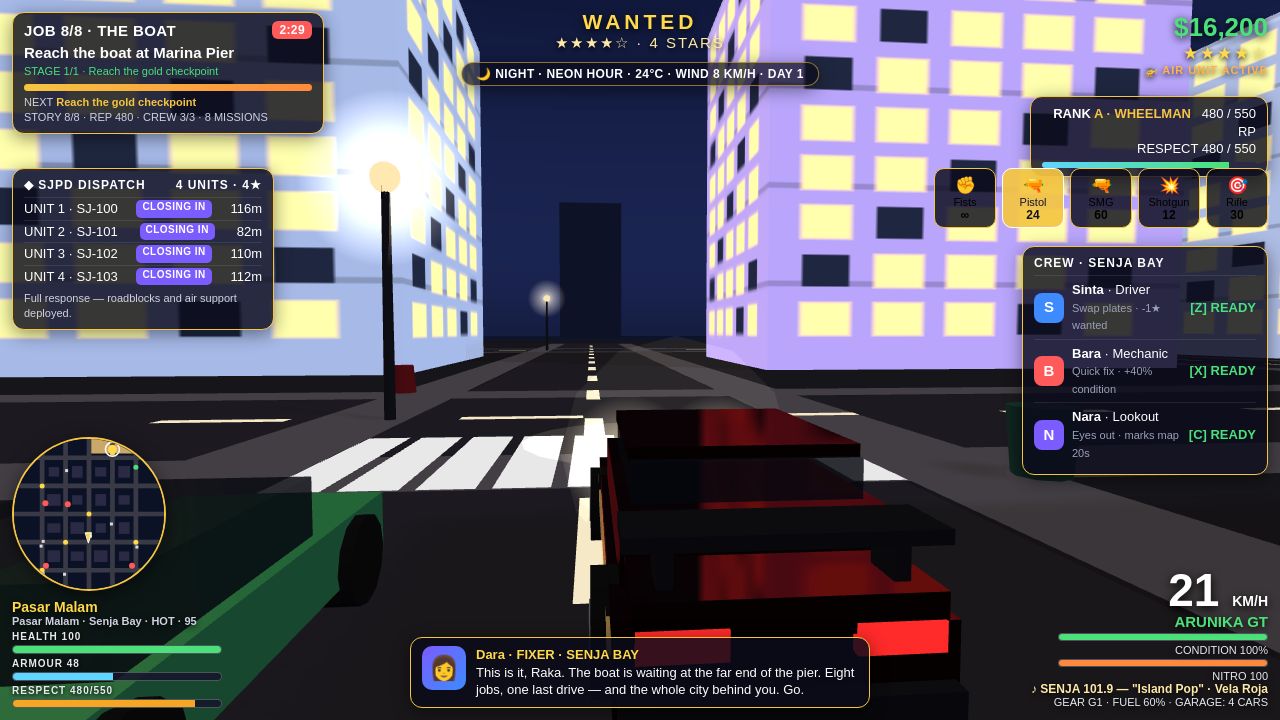 JOB 8/8 · THE BOAT 2:29
Reach the boat at Marina Pier
STAGE 1/1 · Reach the gold checkpoint
NEXT Reach the gold checkpoint
STORY 8/8 · REP 480 · CREW 3/3 · 8 MISSIONS
WANTED
★★★★☆ · 4 STARS
🌙 NIGHT · NEON HOUR · 24°C · WIND 8 KM/H · DAY 1
$16,200
★★★★☆
AIR UNIT ACTIVE
RANK A · WHEELMAN 480 / 550
RP
RESPECT 480 / 550
Fists
∞
Pistol
24
SMG
60
Shotgun
12
Rifle
30
◆ SJPD DISPATCH 4 UNITS · 4★
UNIT 1 · SJ-100 CLOSING IN 116m
UNIT 2 · SJ-101 CLOSING IN 82m
UNIT 3 · SJ-102 CLOSING IN 110m
UNIT 4 · SJ-103 CLOSING IN 112m
Full response — roadblocks and air support
deployed.
CREW · SENJA BAY
S
Sinta · Driver
Swap plates · -1★
wanted
[Z] READY
B
Bara · Mechanic
Quick fix · +40%
condition
[X] READY
N
Nara · Lookout
Eyes out · marks map
20s
[C] READY
Pasar Malam
Pasar Malam · Senja Bay · HOT · 95
HEALTH 100
ARMOUR 48
RESPECT 480/550
Dara · FIXER · SENJA BAY
This is it, Raka. The boat is waiting at the far end of the pier. Eight
jobs, one last drive — and the whole city behind you. Go.
21 KM/H
ARUNIKA GT
CONDITION 100%
NITRO 100
♪ SENJA 101.9 — "Island Pop" · Vela Roja
GEAR G1 · FUEL 60% · GARAGE: 4 CARS